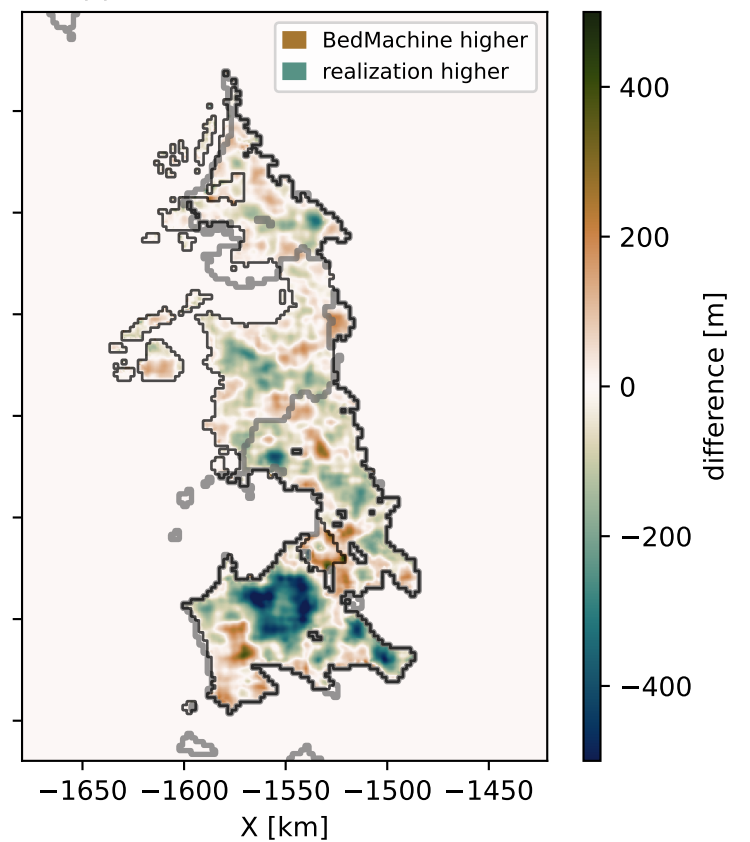 BedMachine higher
realization higher
400
200
0
−200
−400
difference [m]
−1650 −1600 −1550 −1500 −1450
X [km]